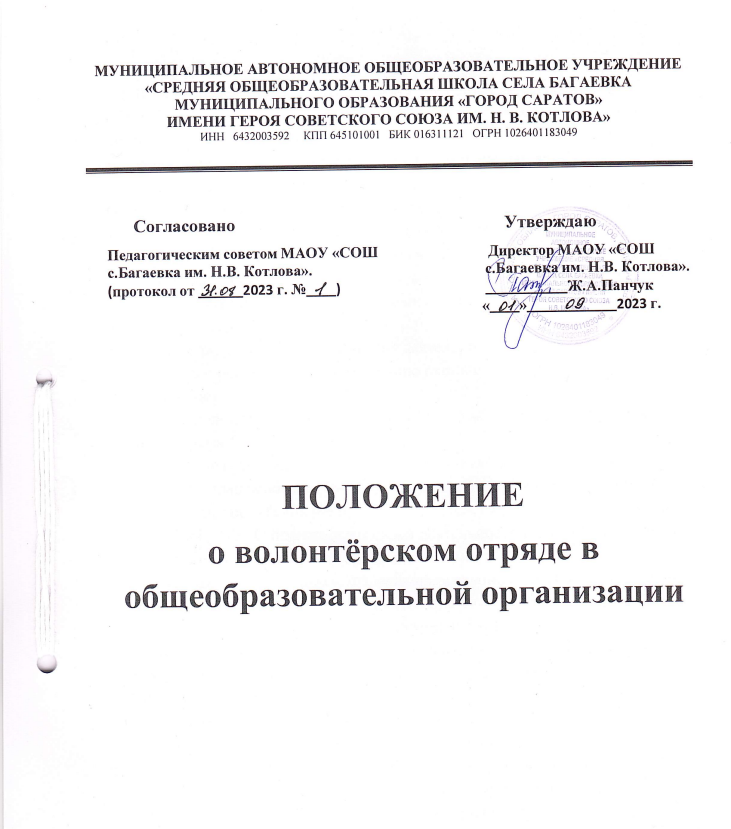 МУНИЦИПАЛЬНОЕ АВТОНОМНОЕ ОБЩЕОБРАЗОВАТЕЛЬНОЕ УЧРЕЖДЕНИЕ
«СРЕДНЯЯ ОБЩЕОБРАЗОВАТЕЛЬНАЯ ШКОЛА СЕЛА БАГАЕВКА
МУНИЦИПАЛЬНОГО ОБРАЗОВАНИЯ «ГОРОД САРАТОВ»
ИМЕНИ ГЕРОЯ СОВЕТСКОГО СОЮЗА ИМ. Н. В. КОТЛОВА»
ИНН 6432003592 КПП 645101001 БИК 016311121 ОГРН 1026401183049
Согласовано
Педагогическим советом МАОУ «СОШ
с.Багаевка им. Н.В. Котлова».
(протокол от 31.08 2023 г. № 1 )
Утверждаю
Директор МАОУ «СОШ
с.Багаевка им. Н.В. Котлова».
Ж.А.Панчук
« 01 » 09 2023 г.
ПОЛОЖЕНИЕ
о волонтёрском отряде в
общеобразовательной организации